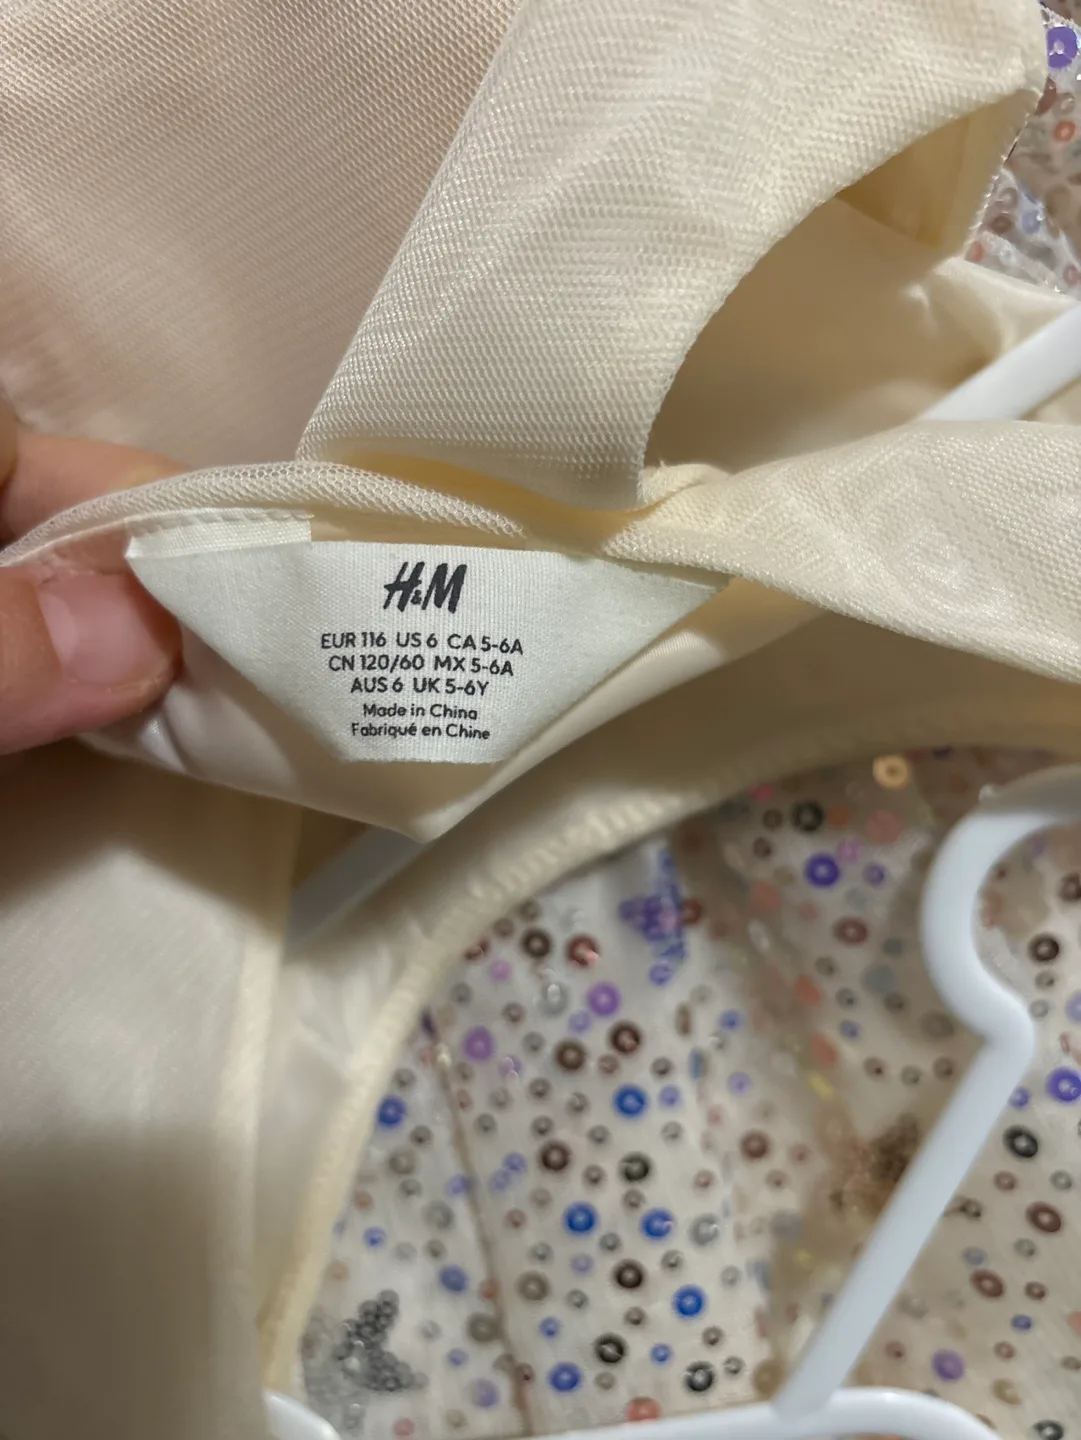 H&M
EUR 116 US 6 CA 5-6A
CN 120/60 MX 5-6A
AUS 6 UK 5-6Y
Made in China
Fabriqué en Chine